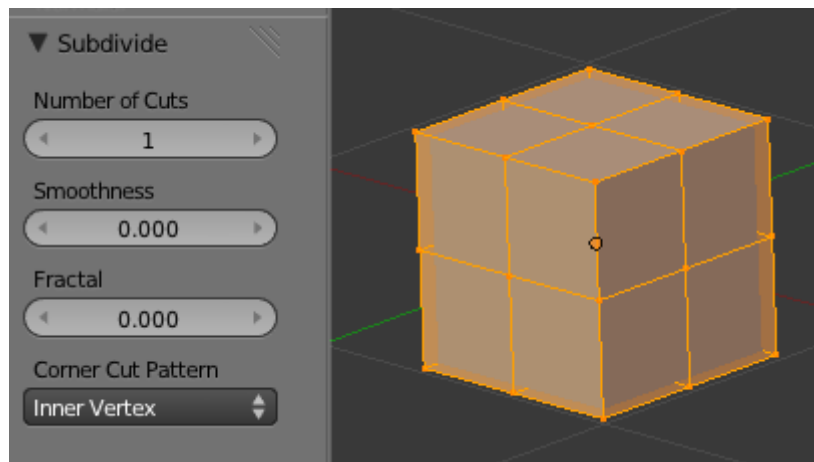 Subdivide
Number of Cuts
1
Smoothness
0.000
Fractal
0.000
Corner Cut Pattern
Inner Vertex